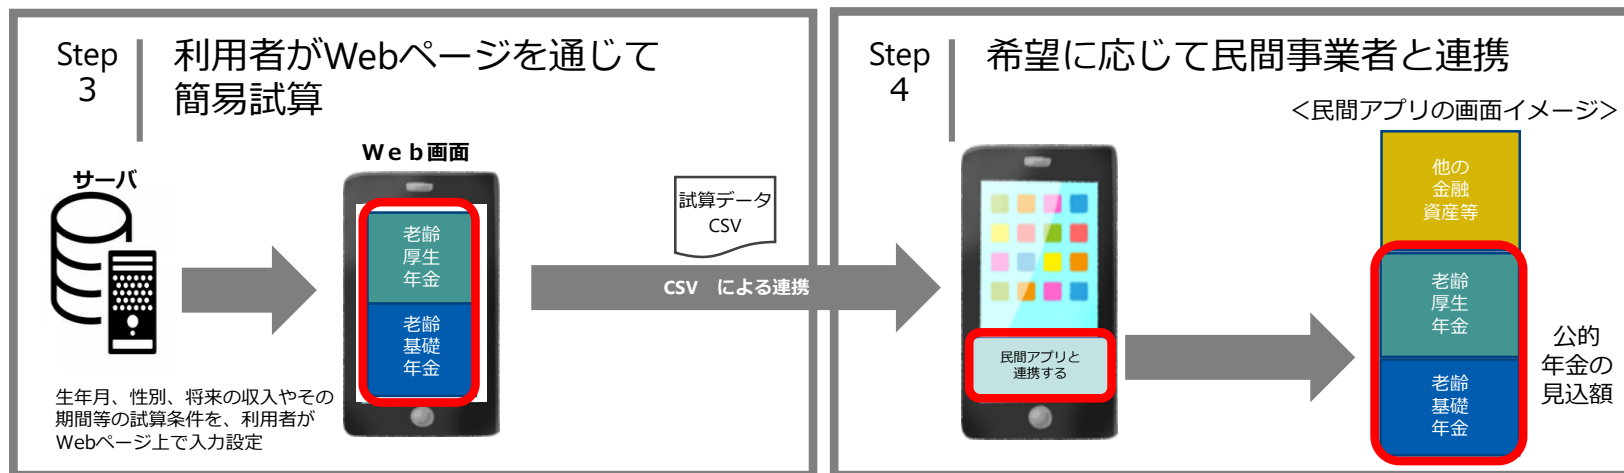 Step
3
利用者がWebページを通じて
簡易試算
サーバ
Web画面
老齢
厚生
年金
老齢
基礎
年金
生年月、性別、将来の収入やその
期間等の試算条件を、利用者が
Webページ上で入力設定
試算データ
CSV
CSV による連携
Step
4
希望に応じて民間事業者と連携
<民間アプリの画面イメージ>
民間アプリと
連携する
他の
金融
資産等
老齢
厚生
年金
老齢
基礎
年金
公的
年金の
見込額